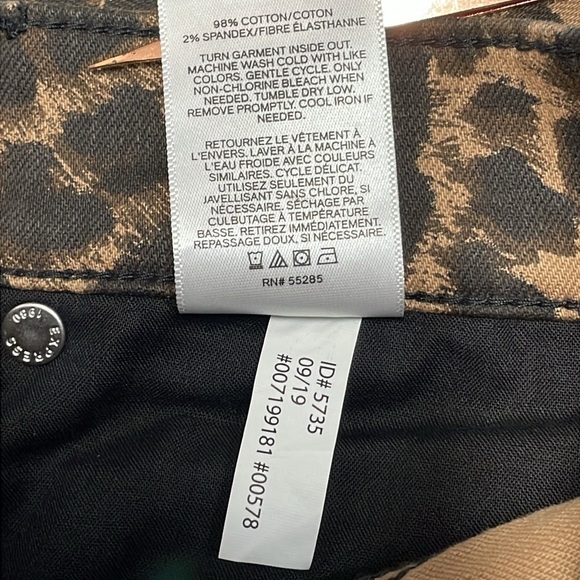 98% COTTON/COTON
2% SPANDEX/FIBRE ÉLASTHANNE
TURN GARMENT INSIDE OUT.
MACHINE WASH COLD WITH LIKE
COLORS. GENTLE CYCLE. ONLY
NON-CHLORINE BLEACH WHEN
NEEDED. TUMBLE DRY LOW.
REMOVE PROMPTLY. COOL IRON IF
NEEDED.
RETOURNEZ LE VÊTEMENT À
L'ENVERS. LAVER À LA MACHINE À
L'EAU FROIDE AVEC COULEURS
SIMILAIRES. CYCLE DÉLICAT.
UTILISEZ SEULEMENT DU
JAVELLISANT SANS CHLORE, SI
NÉCESSAIRE. SÉCHAGE PAR
CULBUTAGE À TEMPÉRATURE
BASSE. RETIREZ IMMÉDIATEMENT.
REPASSAGE DOUX, SI NÉCESSAIRE.
RN# 55285
EXPRESS
1980
ID# 5735
09/19
#007199181 #00578